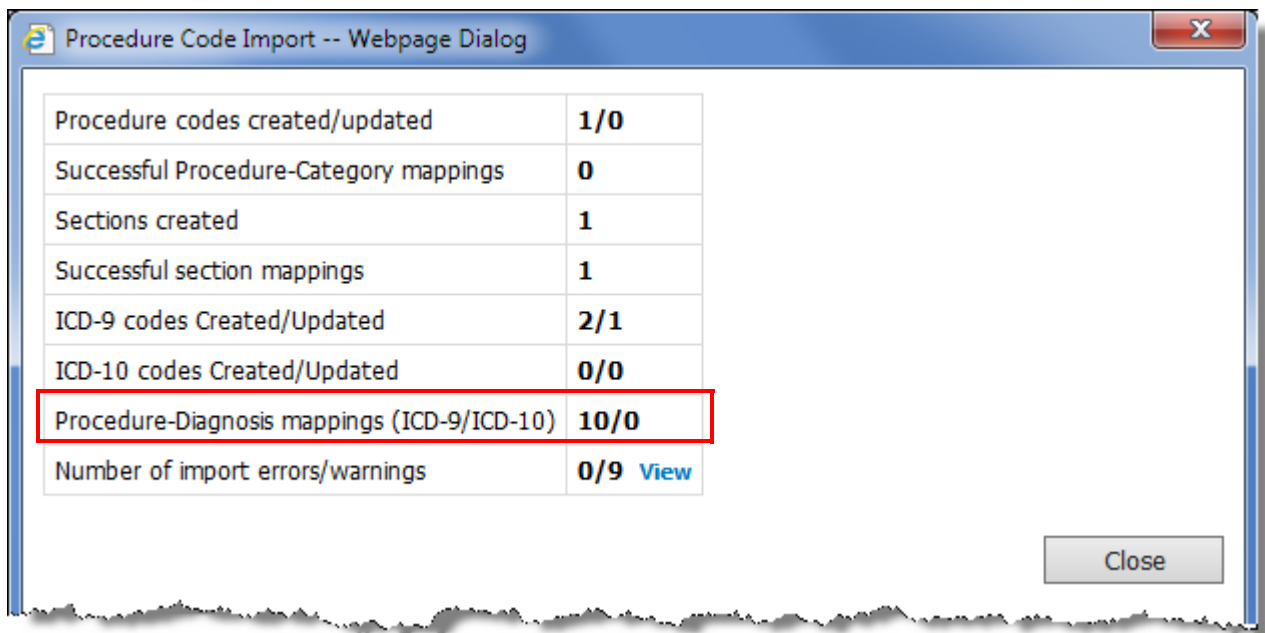 Procedure Code Import -- Webpage Dialog
Procedure codes created/updated 1/0
Successful Procedure-Category mappings 0
Sections created 1
Successful section mappings 1
ICD-9 codes Created/Updated 2/1
ICD-10 codes Created/Updated 0/0
Procedure-Diagnosis mappings (ICD-9/ICD-10) 10/0
Number of import errors/warnings 0/9 View
Close